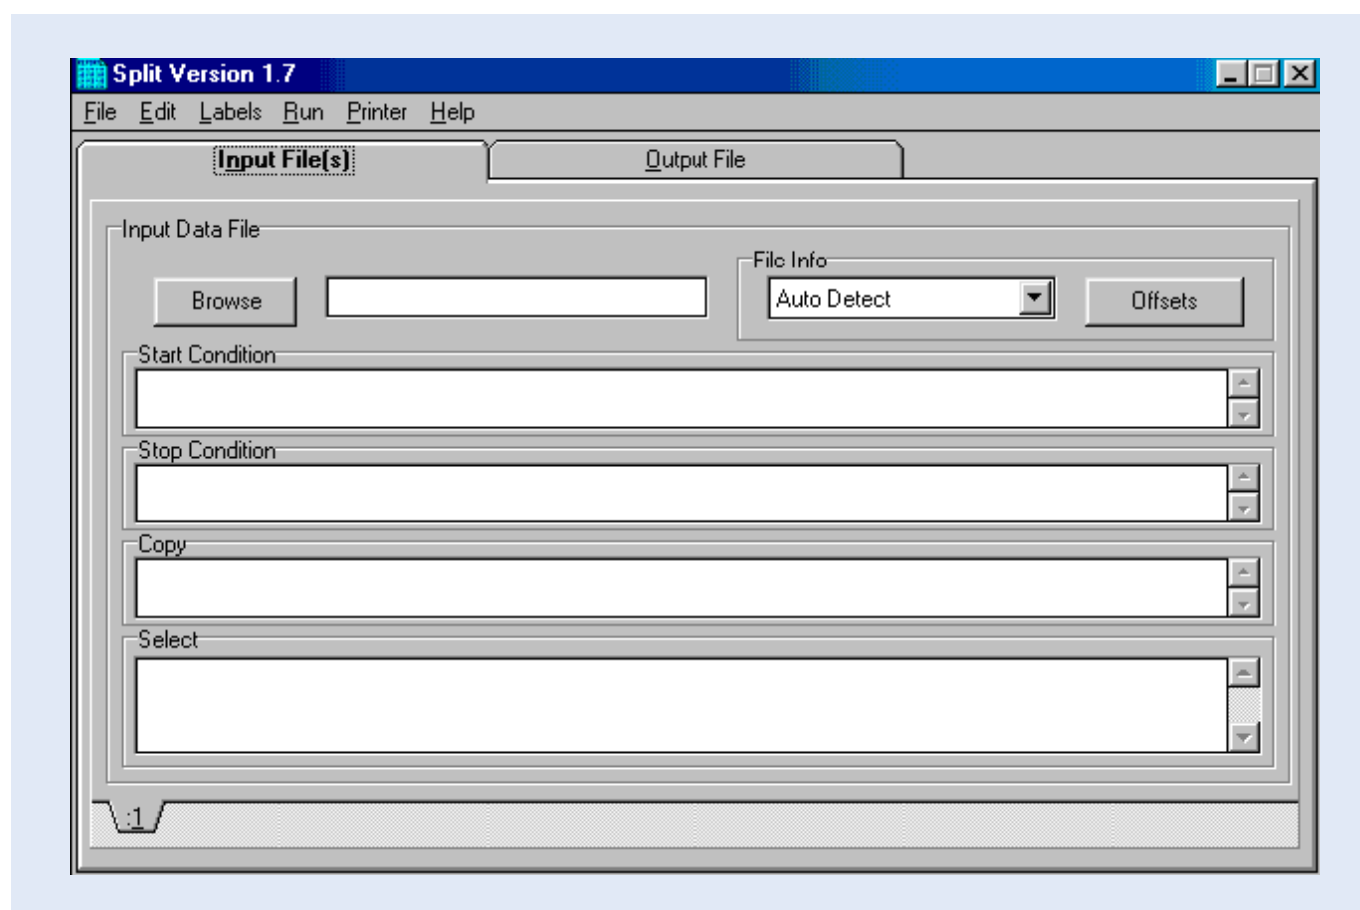 Split Version 1.7
File Edit Labels Run Printer Help
Input File(s) Output File
Input Data File
File Info
Browse Auto Detect Offsets
Start Condition
Stop Condition
Copy
Select
:1